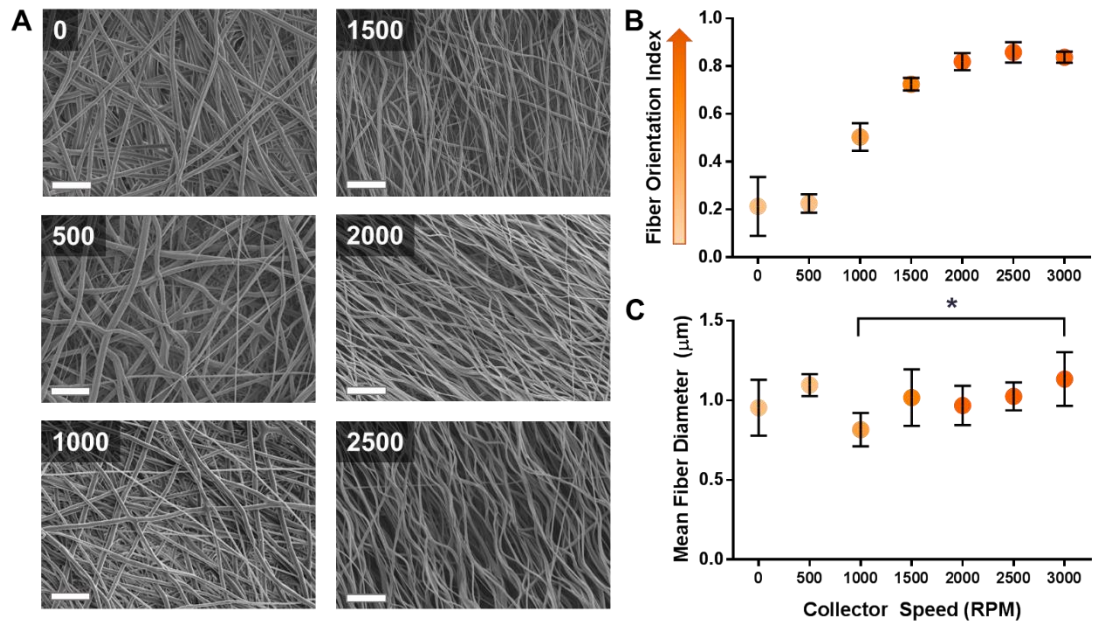 A
0
1500
500
2000
1000
2500
B
Fiber Orientation Index
1.0
0.8
0.6
0.4
0.2
0.0
0 500 1000 1500 2000 2500 3000
C
*
Mean Fiber Diameter (μm)
1.5
1.0
0.5
0.0
0 500 1000 1500 2000 2500 3000
Collector Speed (RPM)